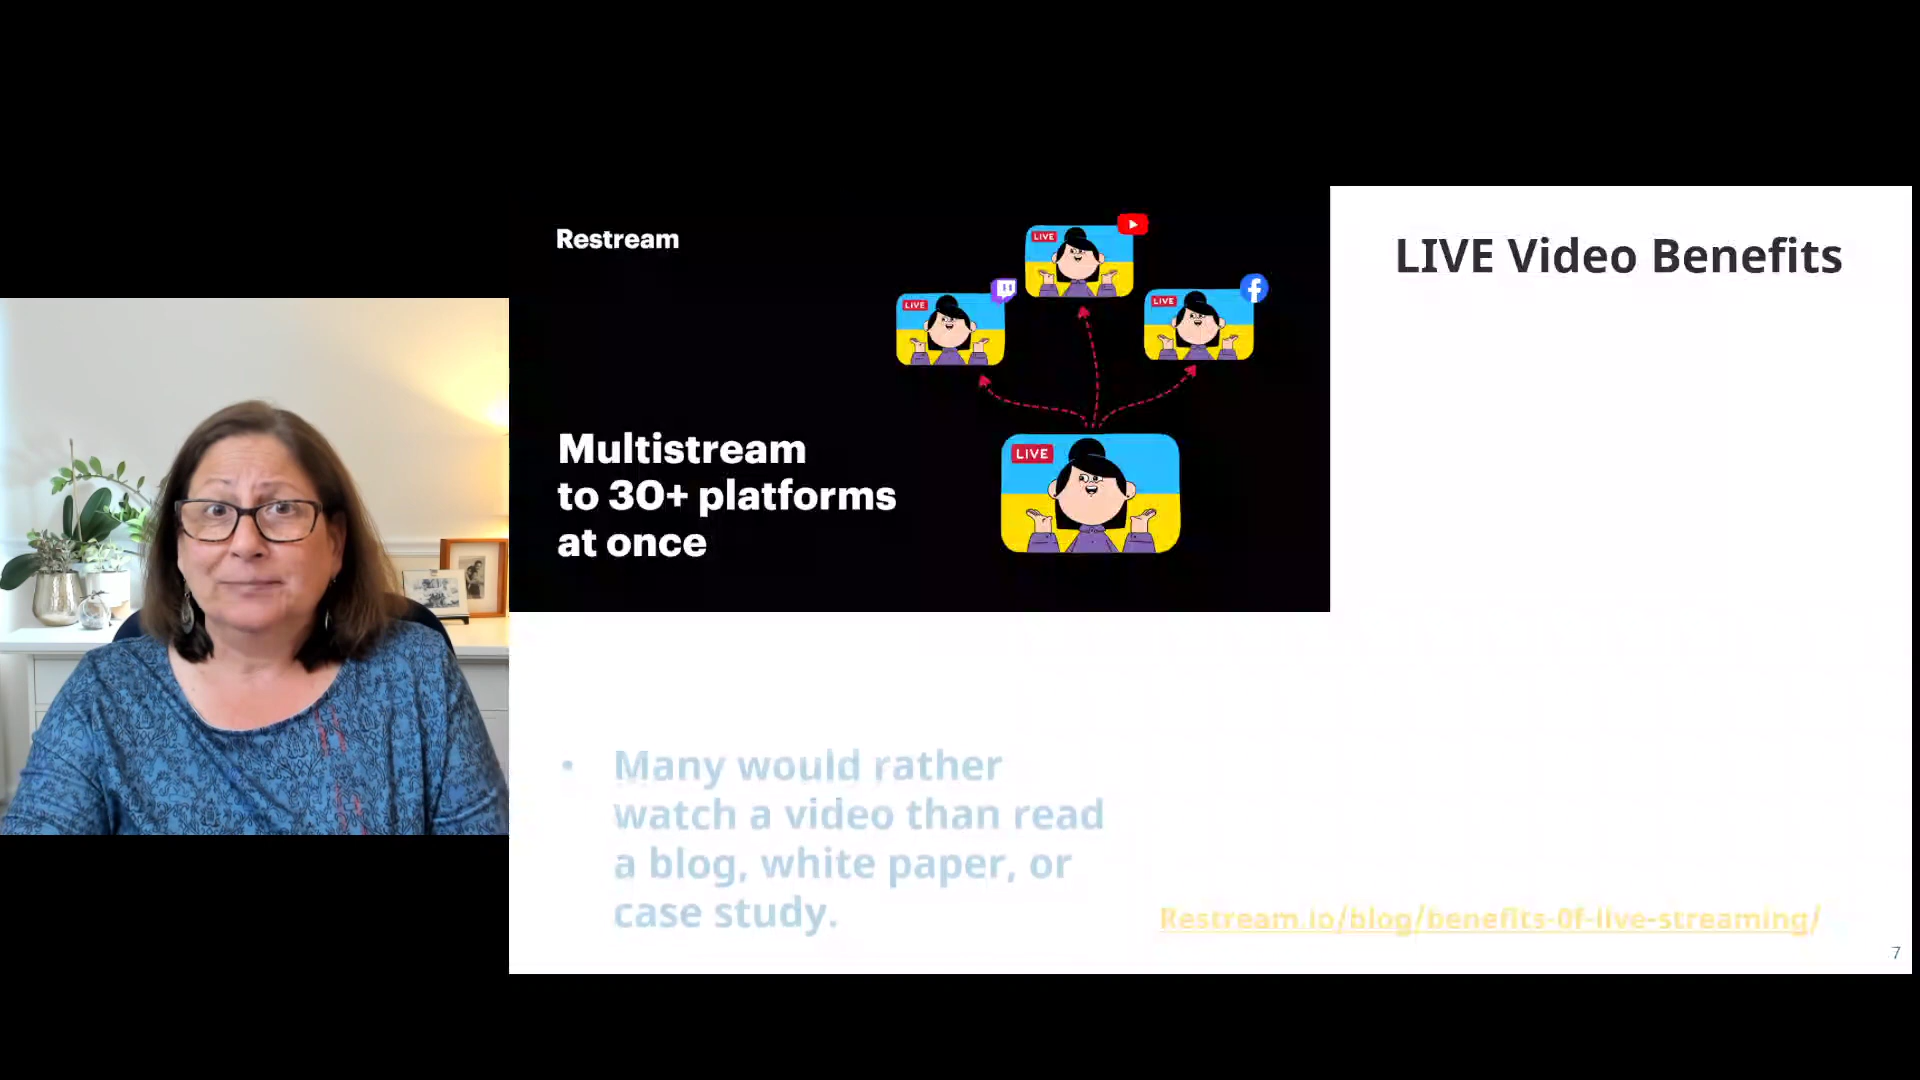 Restream
LIVE
LIVE
LIVE
LIVE
Multistream
to 30+ platforms
at once
LIVE Video Benefits
• Many would rather
watch a video than read
a blog, white paper, or
case study.
Restream.io/blog/benefits-0f-live-streaming/
7